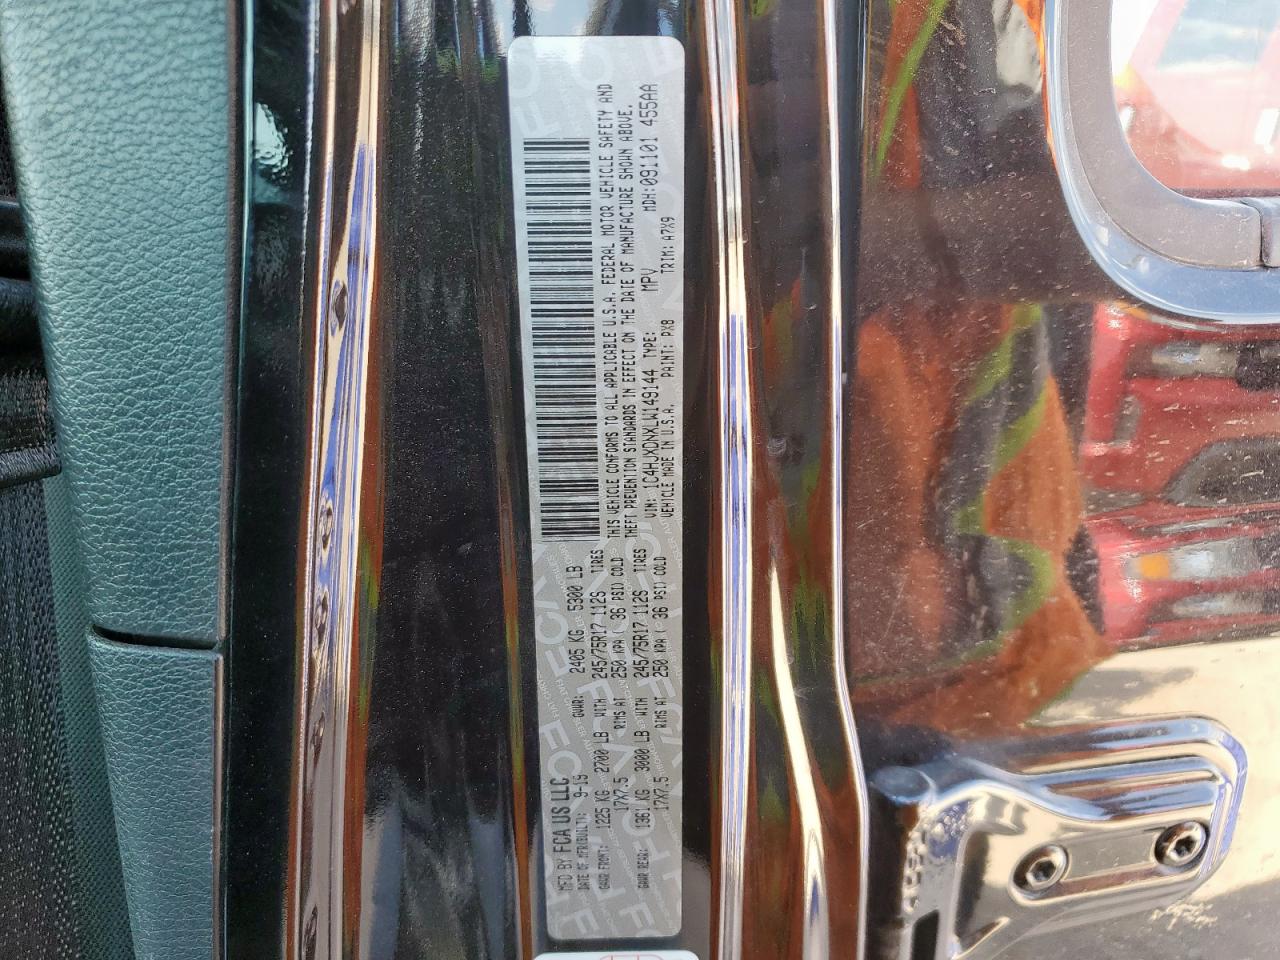 MFD BY FCA US LLC
DATE OF MFR(BUILT): 9-19 GVWR: 2405 KG 5300 LB
GAWR FRONT: 1225 KG 2700 LB WITH 245/75R17 112S TIRES
17X7.5 RIMS AT 250 KPA ( 36 PSI) COLD
GAWR REAR: 1361 KG 3000 LB WITH 245/75R17 112S TIRES
17X7.5 RIMS AT 250 KPA ( 36 PSI) COLD
THIS VEHICLE CONFORMS TO ALL APPLICABLE U.S.A. FEDERAL MOTOR VEHICLE SAFETY AND
THEFT PREVENTION STANDARDS IN EFFECT ON THE DATE OF MANUFACTURE SHOWN ABOVE.
VIN: 1C4HJXDNXLW149144 TYPE: MPV MDH:091101 455AA
VEHICLE MADE IN U.S.A. PAINT: PX8 TRIM: A7X9